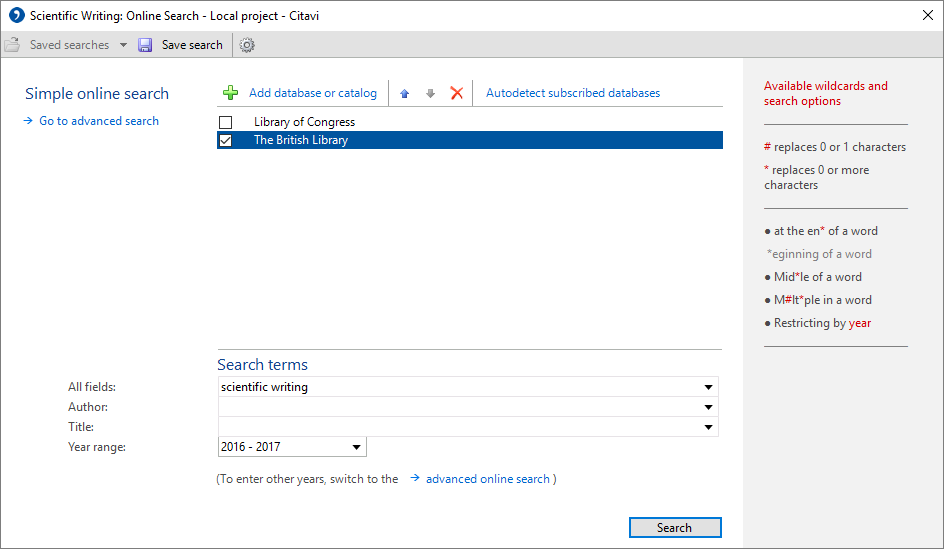 Scientific Writing: Online Search - Local project - Citavi
Saved searches Save search
Simple online search
Go to advanced search
Add database or catalog Autodetect subscribed databases
Library of Congress
The British Library
Search terms
All fields: scientific writing
Author:
Title:
Year range: 2016 - 2017
(To enter other years, switch to the → advanced online search )
Search
Available wildcards and
search options
# replaces 0 or 1 characters
* replaces 0 or more
characters
● at the en* of a word
*eginning of a word
● Mid*le of a word
● M#lt*ple in a word
● Restricting by year